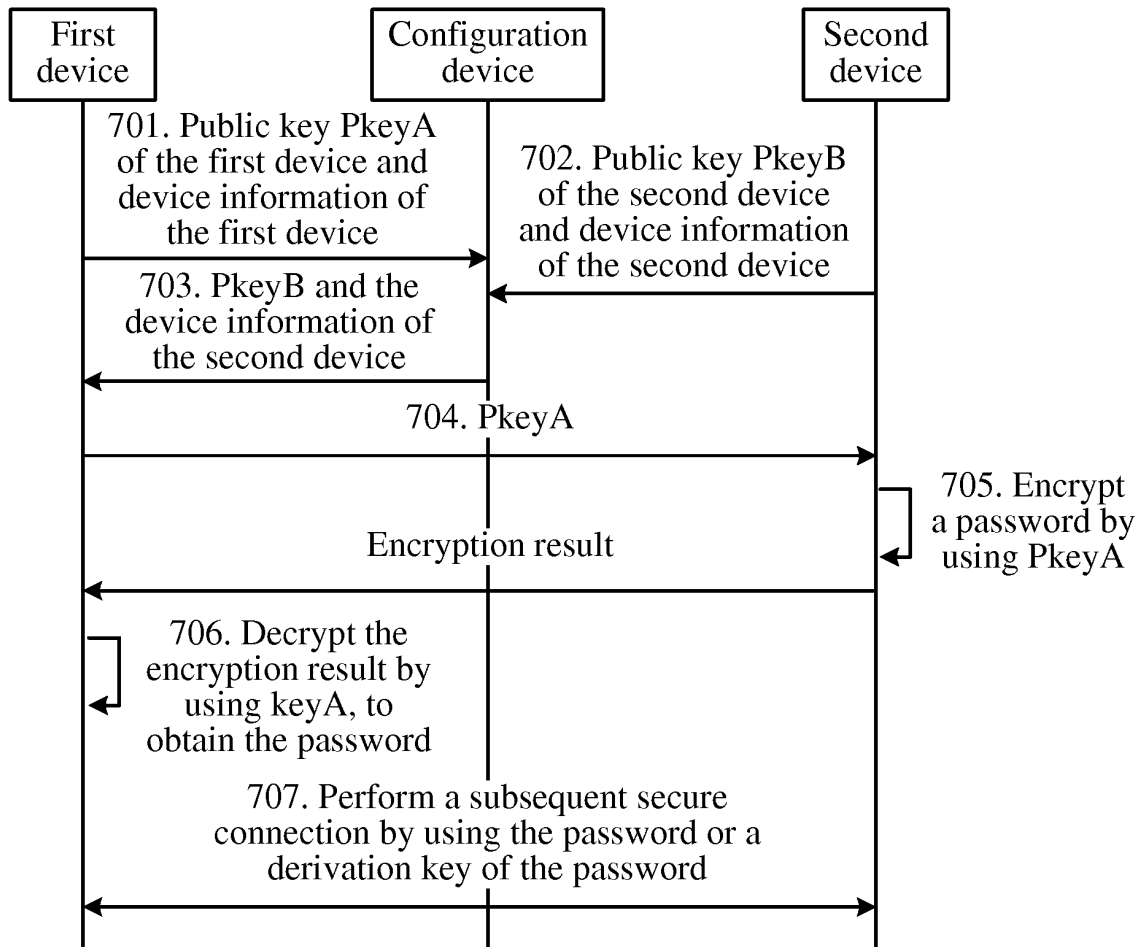 First
device
Configuration
device
Second
device
701. Public key PkeyA
of the first device and
device information of
the first device
702. Public key PkeyB
of the second device
and device information
of the second device
703. PkeyB and the
device information of
the second device
704. PkeyA
705. Encrypt
a password by
using PkeyA
Encryption result
706. Decrypt the
encryption result by
using keyA, to
obtain the password
707. Perform a subsequent secure
connection by using the password or a
derivation key of the password